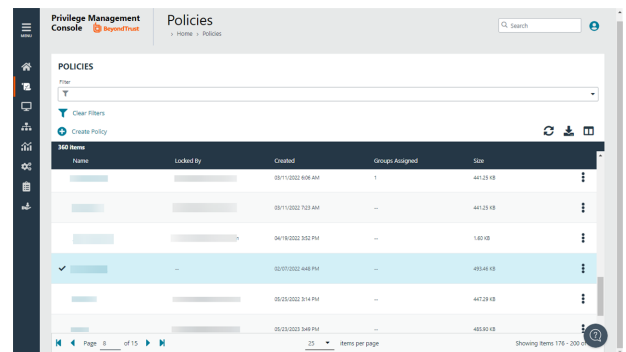 Privilege Management
Console BeyondTrust
Policies
Home Policies
Search
MENU
POLICIES
Filter
Clear Filters
Create Policy
360 items
Name Locked By Created Groups Assigned Size
03/11/2022 6:06 AM 1 441.25 KB
03/11/2022 7:23 AM -- 441.25 KB
04/19/2022 3:52 PM -- 1.60 KB
-- 02/07/2022 4:48 PM -- 493.46 KB
05/25/2022 3:14 PM -- 447.29 KB
05/23/2023 3:49 PM -- 485.90 KB
Page 8 of 15 25 items per page Showing items 176 - 200 of